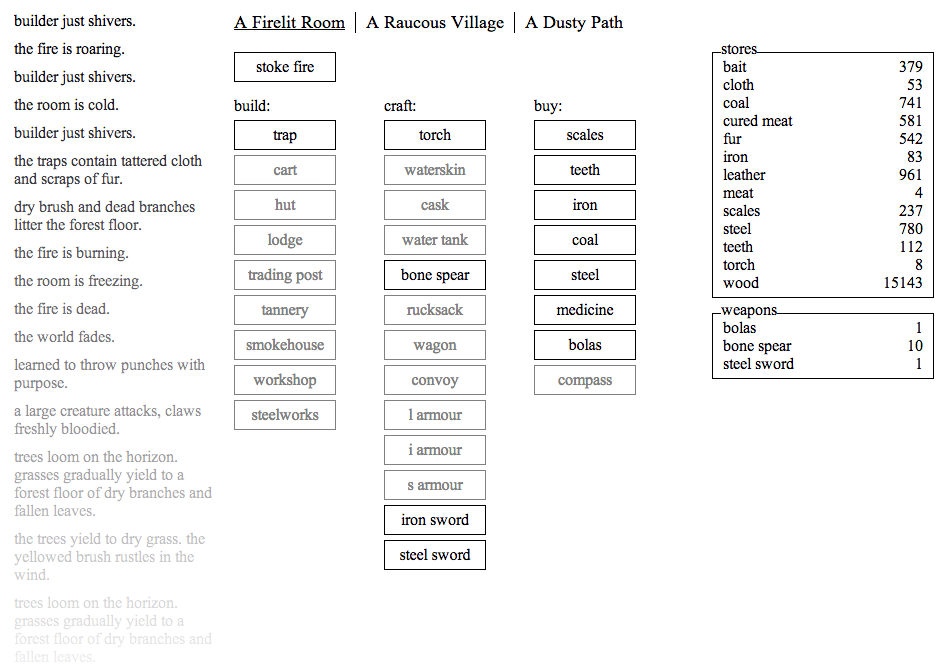 builder just shivers.
the fire is roaring.
builder just shivers.
the room is cold.
builder just shivers.
the traps contain tattered cloth
and scraps of fur.
dry brush and dead branches
litter the forest floor.
the fire is burning.
the room is freezing.
the fire is dead.
the world fades.
learned to throw punches with
purpose.
a large creature attacks, claws
freshly bloodied.
trees loom on the horizon.
grasses gradually yield to a
forest floor of dry branches and
fallen leaves.
the trees yield to dry grass. the
yellowed brush rustles in the
wind.
trees loom on the horizon.
grasses gradually yield to a
forest floor of dry branches and
fallen leaves.
A Firelit Room | A Raucous Village | A Dusty Path
stoke fire
build:
trap
cart
hut
lodge
trading post
tannery
smokehouse
workshop
steelworks
craft:
torch
waterskin
cask
water tank
bone spear
rucksack
wagon
convoy
l armour
i armour
s armour
iron sword
steel sword
buy:
scales
teeth
iron
coal
steel
medicine
bolas
compass
stores
bait 379
cloth 53
coal 741
cured meat 581
fur 542
iron 83
leather 961
meat 4
scales 237
steel 780
teeth 112
torch 8
wood 15143
weapons
bolas 1
bone spear 10
steel sword 1